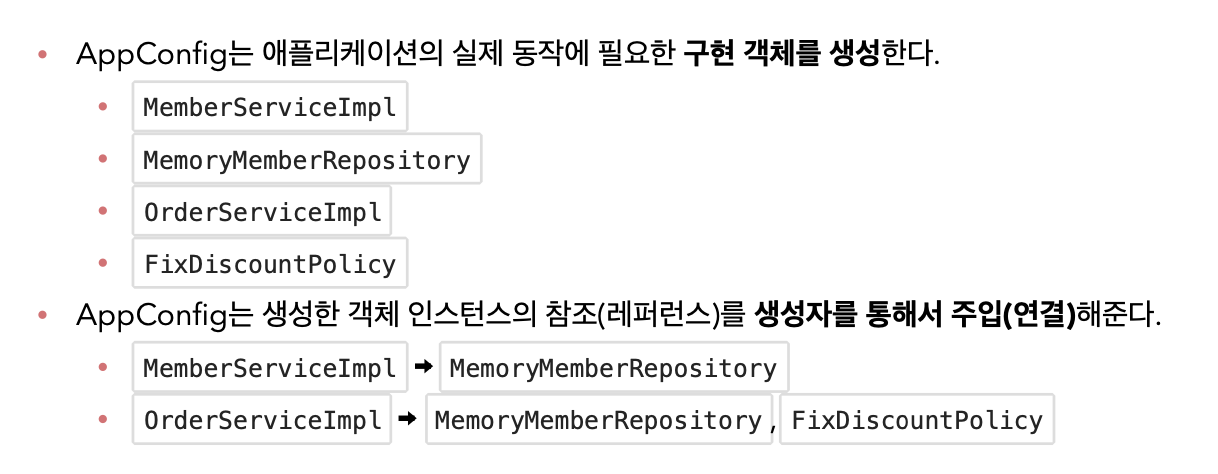 • AppConfig는 애플리케이션의 실제 동작에 필요한 구현 객체를 생성한다.
• MemberServiceImpl
• MemoryMemberRepository
• OrderServiceImpl
• FixDiscountPolicy
• AppConfig는 생성한 객체 인스턴스의 참조(레퍼런스)를 생성자를 통해서 주입(연결)해준다.
• MemberServiceImpl ➡ MemoryMemberRepository
• OrderServiceImpl ➡ MemoryMemberRepository, FixDiscountPolicy